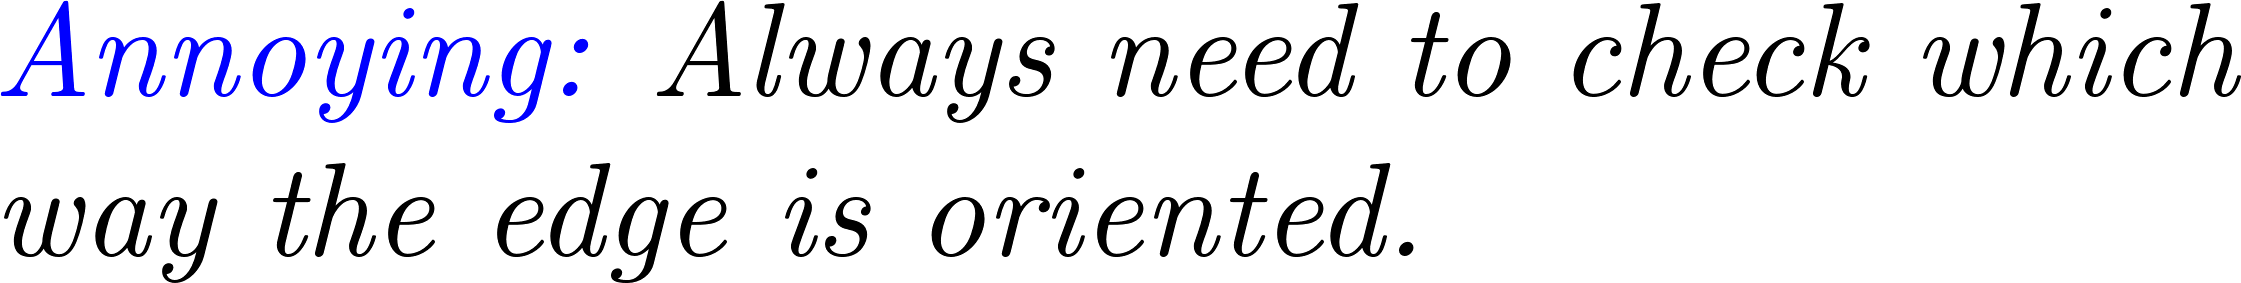 Annoying: Always need to check which
way the edge is oriented.